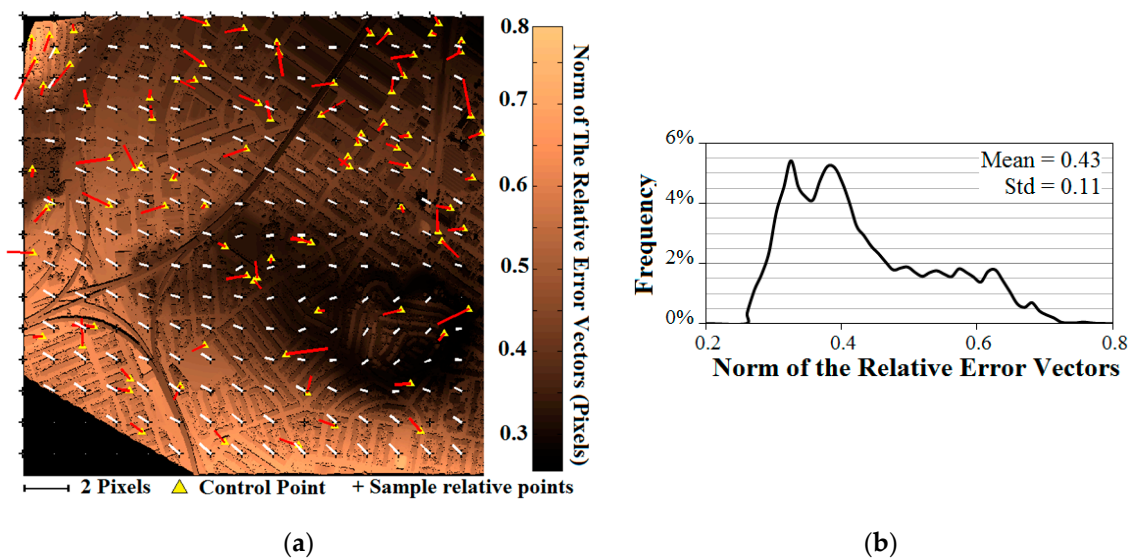 0.8
0.7
0.6
0.5
0.4
0.3
Norm of The Relative Error Vectors (Pixels)
2 Pixels Control Point + Sample relative points
(a)
6%
4%
2%
0%
Frequency
Mean = 0.43
Std = 0.11
0.2 0.4 0.6 0.8
Norm of the Relative Error Vectors
(b)